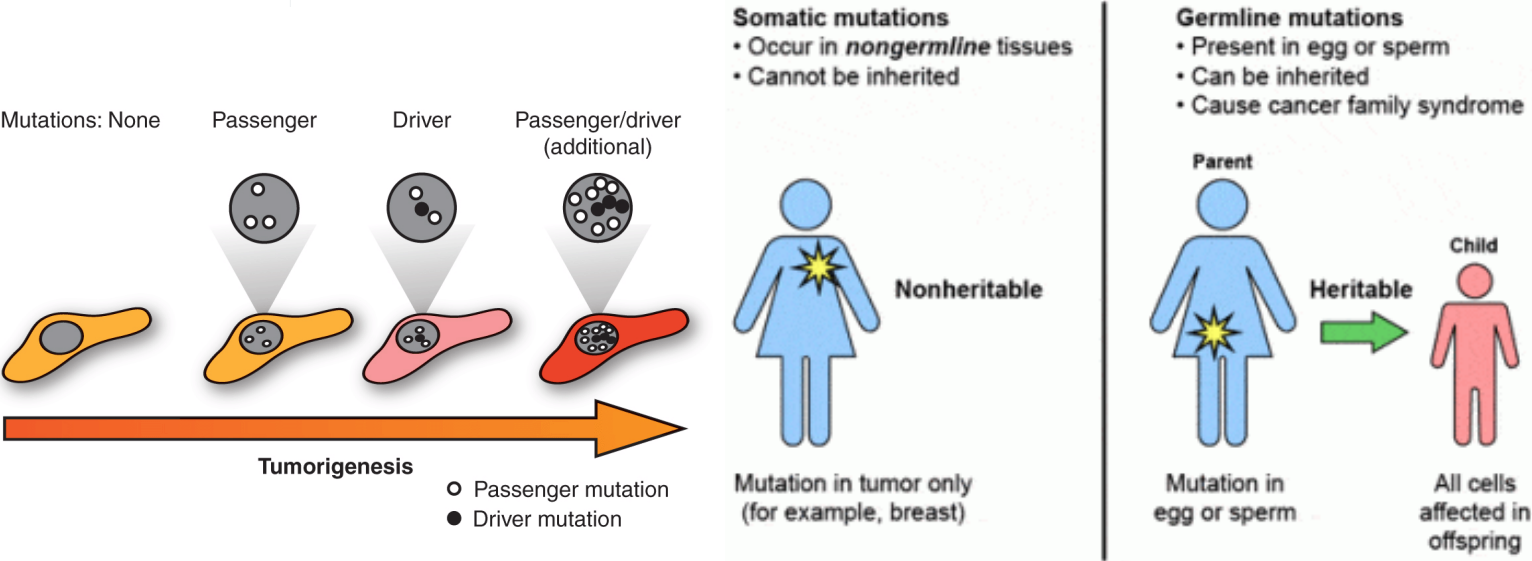 Mutations: None
Passenger
Driver
Passenger/driver
(additional)
Tumorigenesis
Passenger mutation
Driver mutation
Somatic mutations
• Occur in nongermline tissues
• Cannot be inherited
Nonheritable
Mutation in tumor only
(for example, breast)
Germline mutations
• Present in egg or sperm
• Can be inherited
• Cause cancer family syndrome
Parent
Child
Heritable
Mutation in
egg or sperm
All cells
affected in
offspring